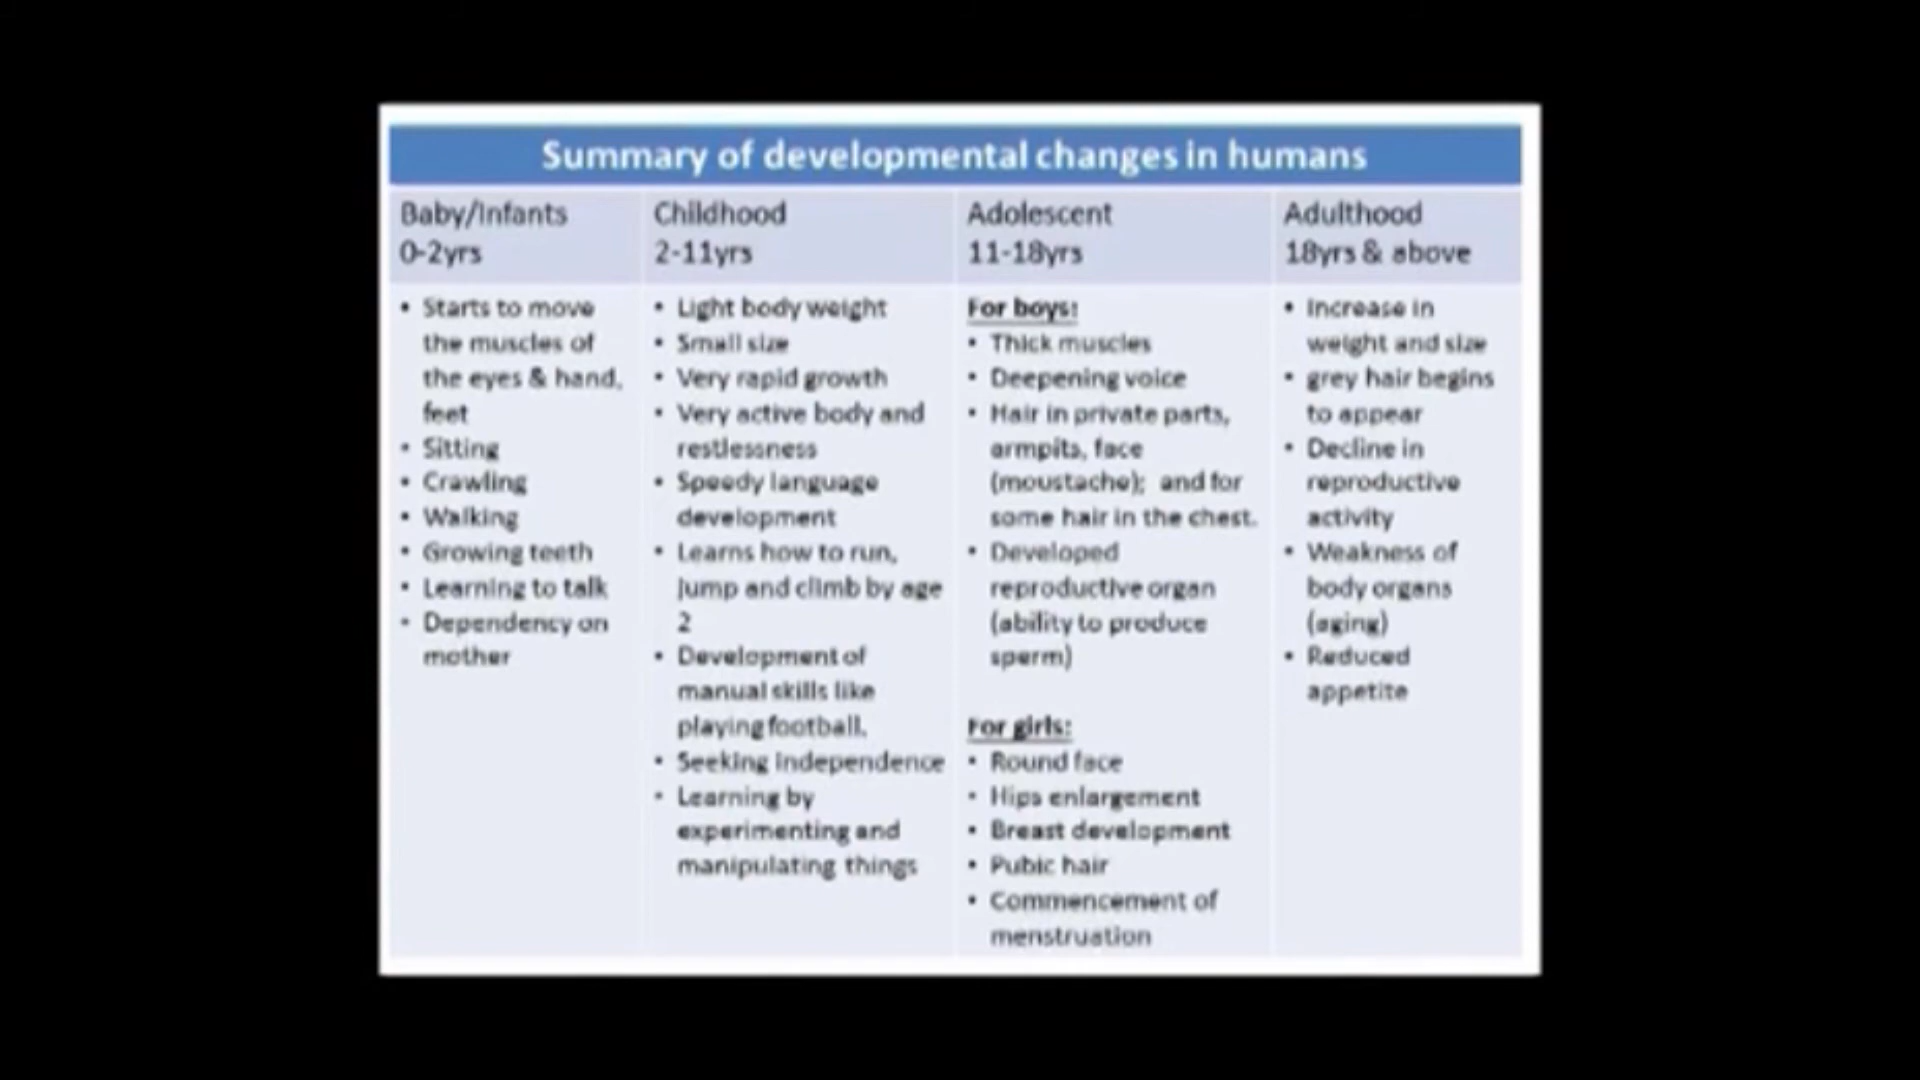 Summary of developmental changes in humans
Baby/Infants
0-2yrs
Childhood
2-11yrs
Adolescent
11-18yrs
Adulthood
18yrs & above
• Starts to move
the muscles of
the eyes & hand,
feet
• Sitting
• Crawling
• Walking
• Growing teeth
• Learning to talk
• Dependency on
mother
• Light body weight
• Small size
• Very rapid growth
• Very active body and
restlessness
• Speedy language
development
• Learns how to run,
jump and climb by age
2
• Development of
manual skills like
playing football.
• Seeking independence
• Learning by
experimenting and
manipulating things
For boys:
• Thick muscles
• Deepening voice
• Hair in private parts,
armpits, face
(moustache); and for
some hair in the chest.
• Developed
reproductive organ
(ability to produce
sperm)
For girls:
• Round face
• Hips enlargement
• Breast development
• Pubic hair
• Commencement of
menstruation
• Increase in
weight and size
• grey hair begins
to appear
• Decline in
reproductive
activity
• Weakness of
body organs
(aging)
• Reduced
appetite